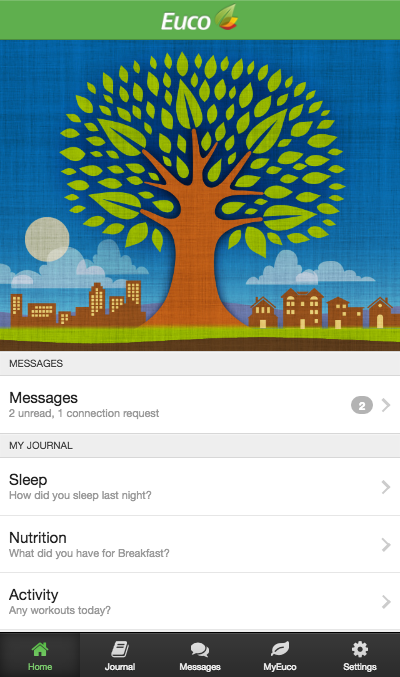 Euco
MESSAGES
Messages
2 unread, 1 connection request
2
MY JOURNAL
Sleep
How did you sleep last night?
Nutrition
What did you have for Breakfast?
Activity
Any workouts today?
Home
Journal
Messages
MyEuco
Settings